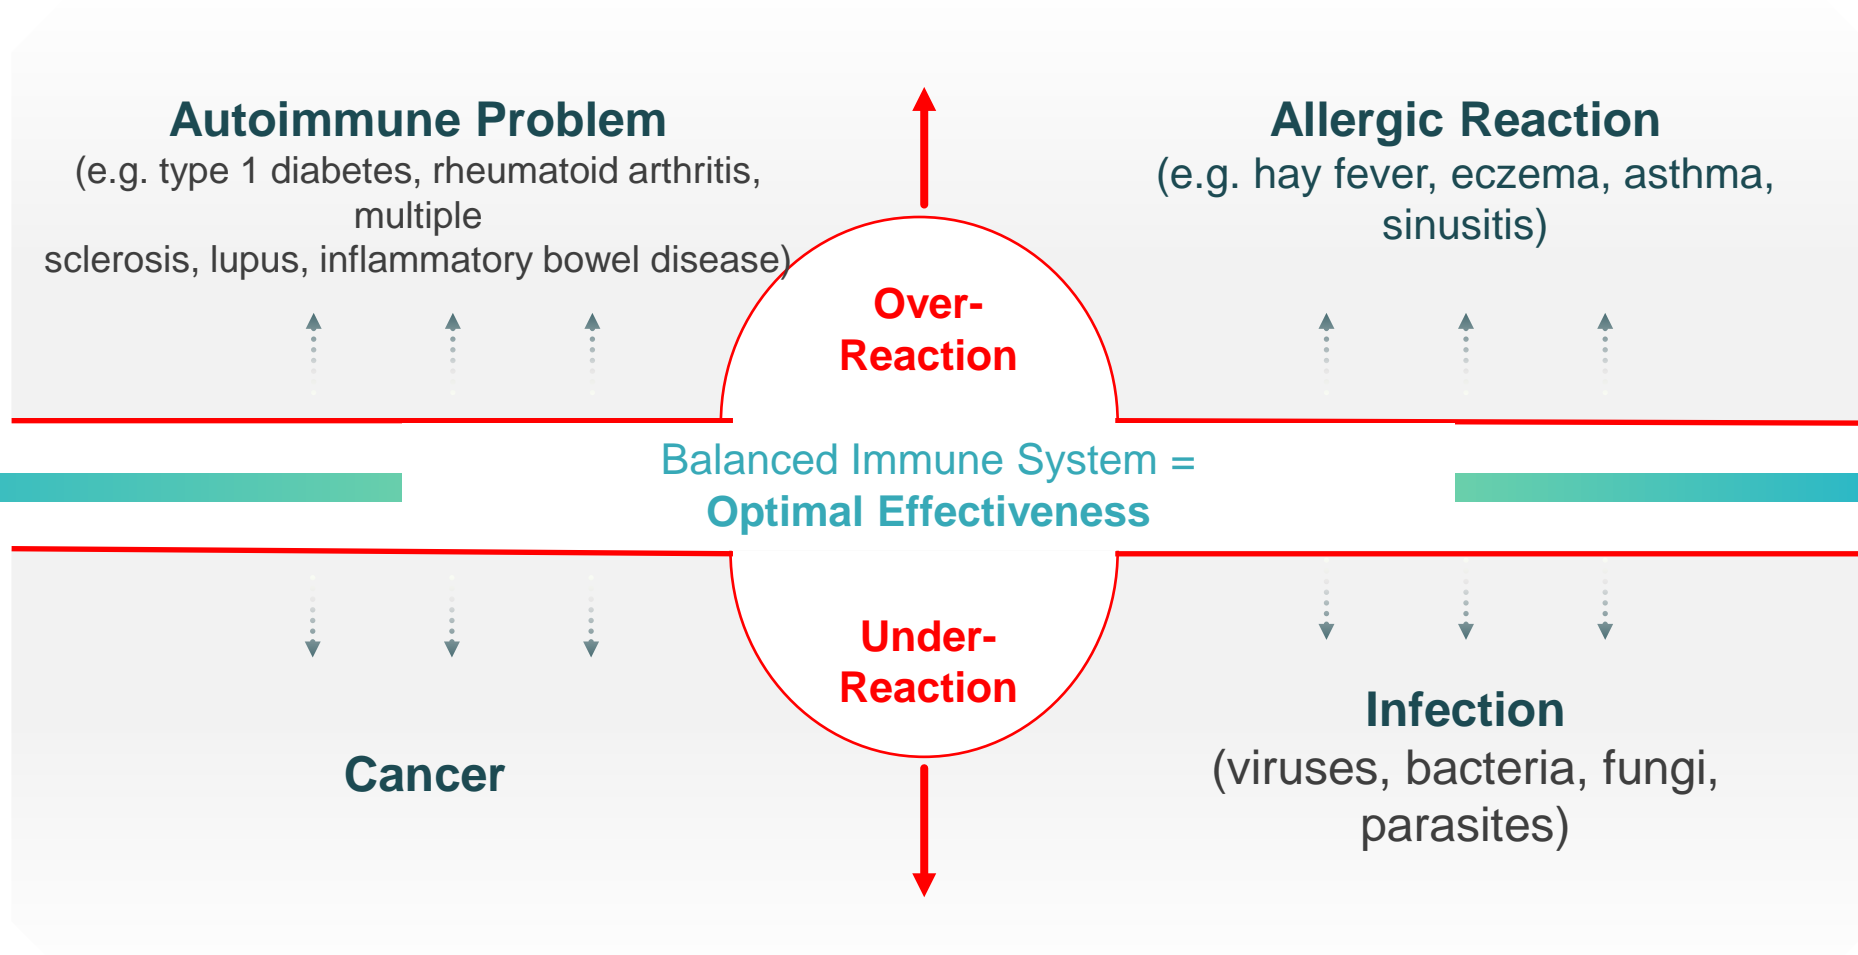 Autoimmune Problem
(e.g. type 1 diabetes, rheumatoid arthritis,
multiple
sclerosis, lupus, inflammatory bowel disease)
Allergic Reaction
(e.g. hay fever, eczema, asthma,
sinusitis)
Over-
Reaction
Balanced Immune System =
Optimal Effectiveness
Under-
Reaction
Cancer
Infection
(viruses, bacteria, fungi,
parasites)